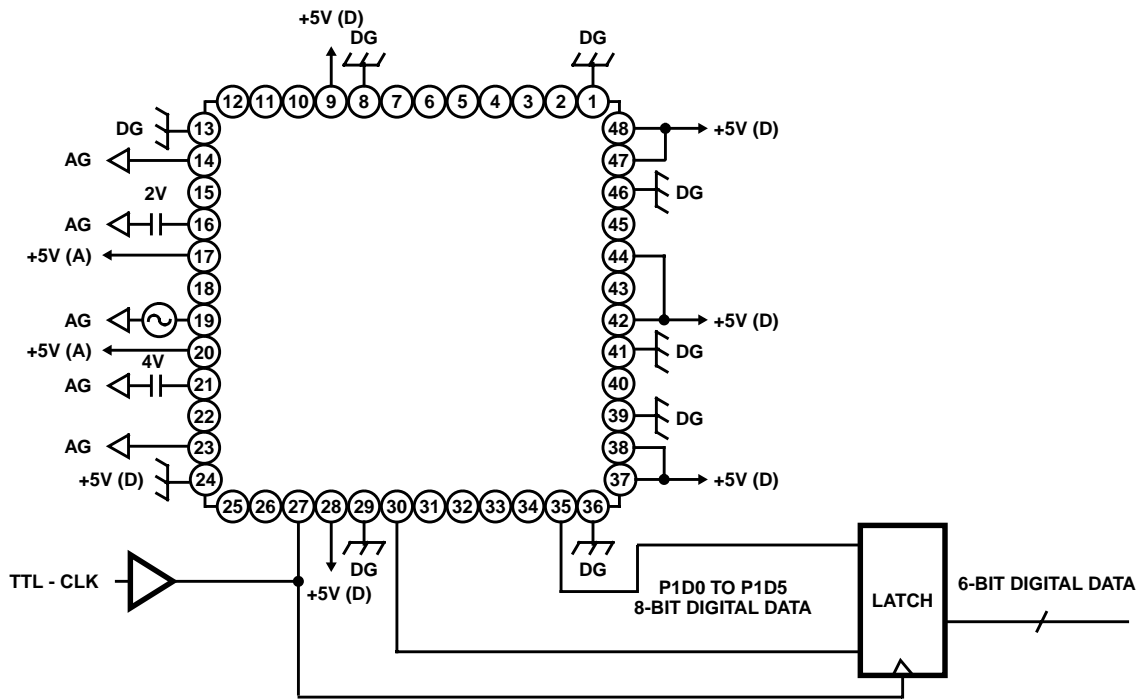 +5V (D)
DG
DG
12 11 10 9 8 7 6 5 4 3 2 1
DG
13
48
+5V (D)
AG
14
47
15
46
DG
2V
AG
16
45
+5V (A)
17
44
18
43
AG
19
42
+5V (D)
+5V (A)
20
41
DG
4V
AG
21
40
22
39
DG
AG
23
38
+5V (D)
24
37
+5V (D)
25 26 27 28 29 30 31 32 33 34 35 36
DG
DG
TTL - CLK
+5V (D)
P1D0 TO P1D5
8-BIT DIGITAL DATA
LATCH
6-BIT DIGITAL DATA